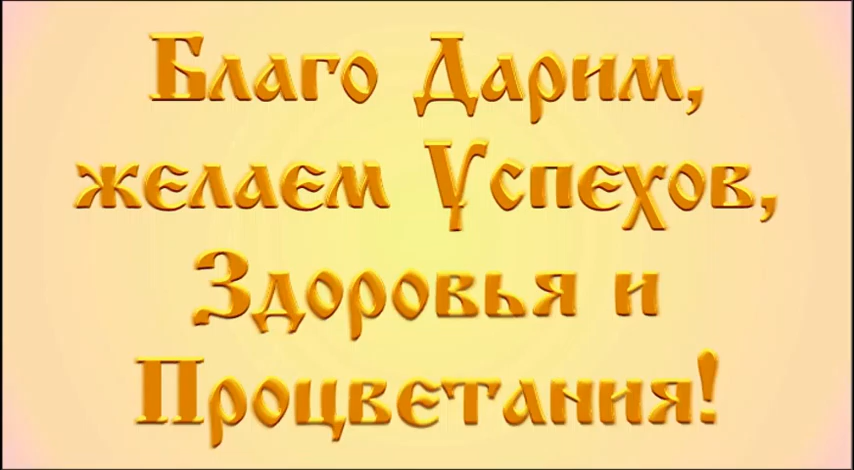 Благо Дарим,
желаем Успехов,
Здоровья и
Процветания!